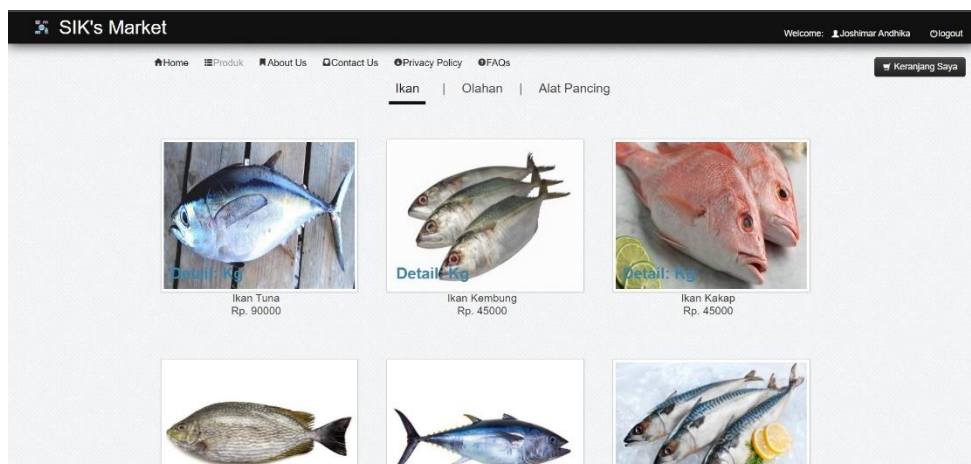 SIK's Market
Welcome: Joshimar Andhika logout
Home Produk About Us Contact Us Privacy Policy FAQs
Keranjang Saya
Ikan | Olahan | Alat Pancing
Detail: Kg Detail: Kg Detail: Kg
Ikan Tuna Ikan Kembung Ikan Kakap
Rp. 90000 Rp. 45000 Rp. 45000